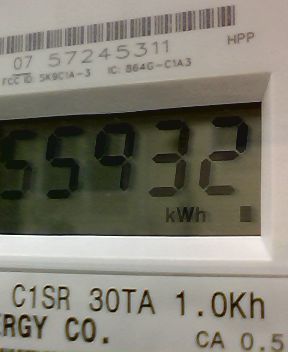 07 57245311
HPP
FCC ID: SK9C1A-3 IC: 864G-C1A3
55932
kWh
C1SR 30TA 1.0Kh
ERGY CO.
CA 0.5